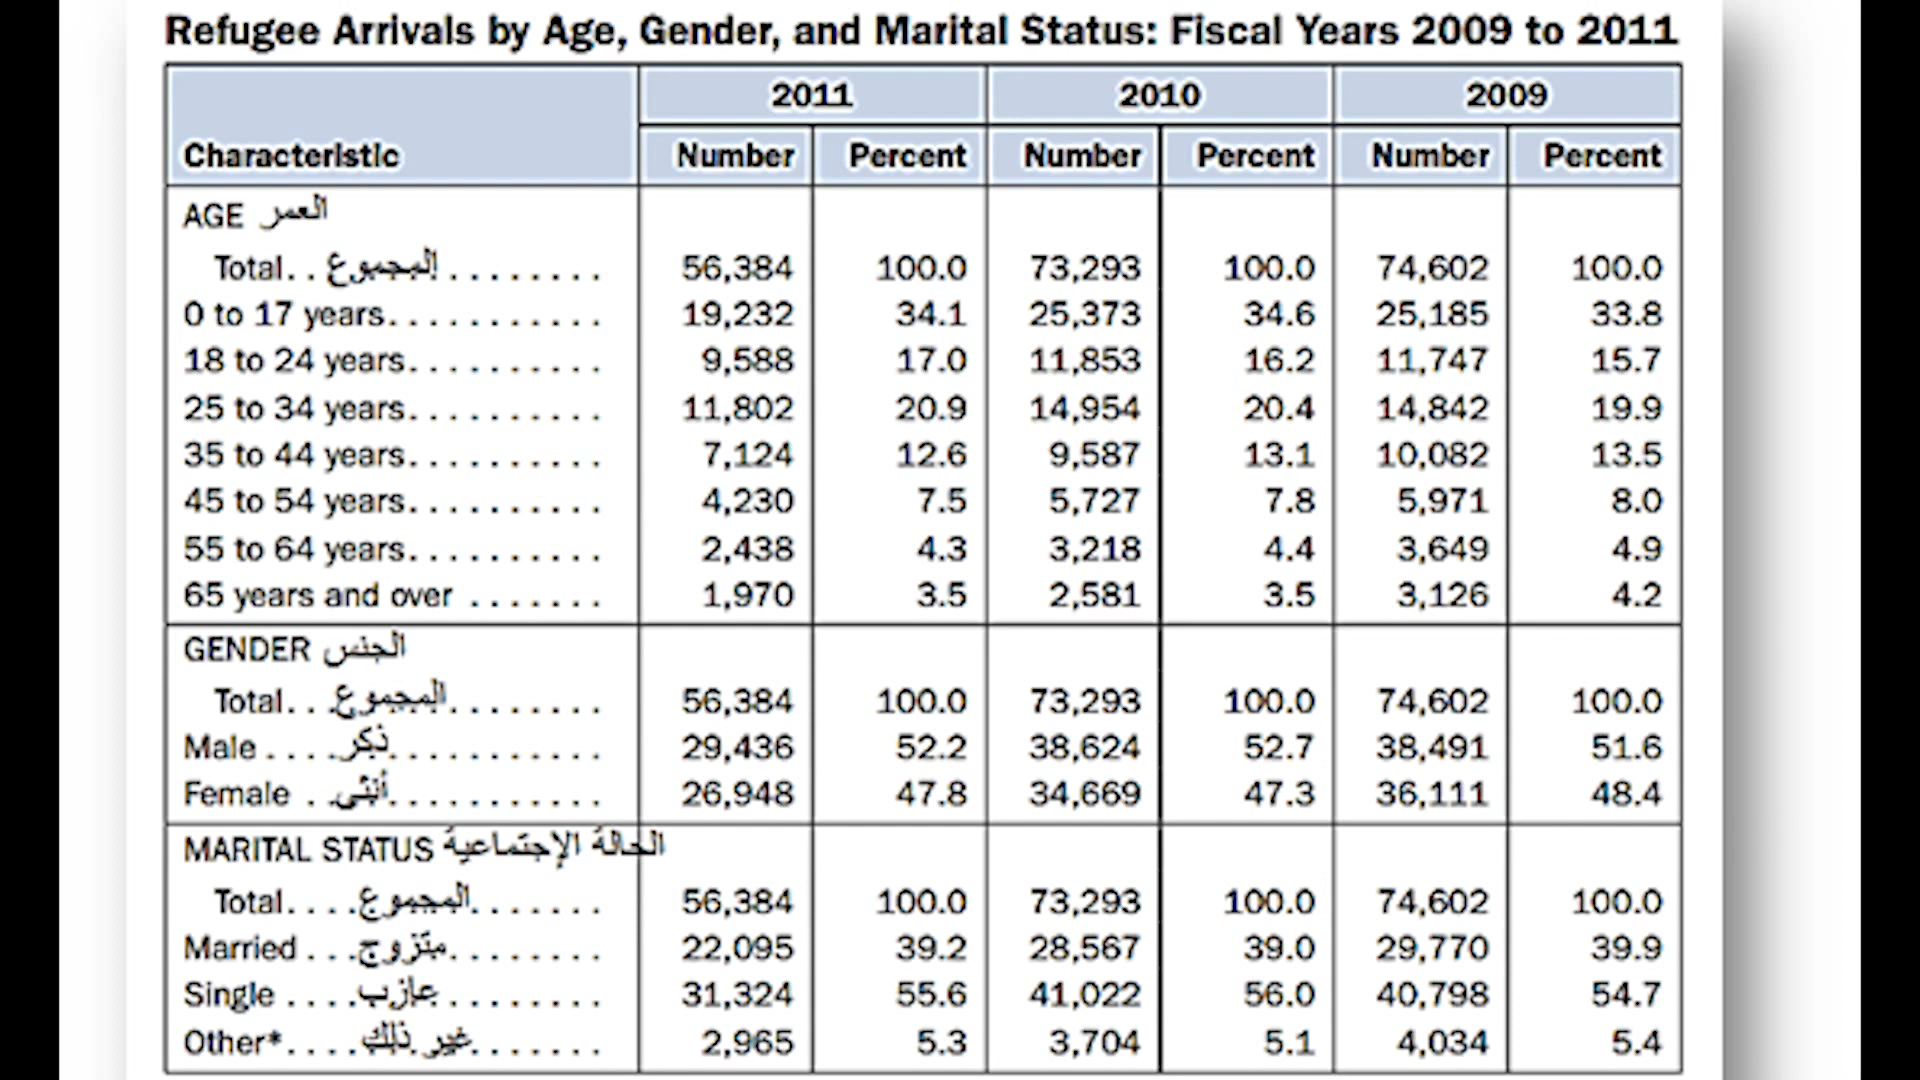 Refugee Arrivals by Age, Gender, and Marital Status: Fiscal Years 2009 to 2011
2011 2010 2009
Characteristic Number Percent Number Percent Number Percent
AGE العمر
Total. . المجموع . . . . . . . . 56,384 100.0 73,293 100.0 74,602 100.0
0 to 17 years. . . . . . . . . . . 19,232 34.1 25,373 34.6 25,185 33.8
18 to 24 years. . . . . . . . . . 9,588 17.0 11,853 16.2 11,747 15.7
25 to 34 years. . . . . . . . . . 11,802 20.9 14,954 20.4 14,842 19.9
35 to 44 years. . . . . . . . . . 7,124 12.6 9,587 13.1 10,082 13.5
45 to 54 years. . . . . . . . . . 4,230 7.5 5,727 7.8 5,971 8.0
55 to 64 years. . . . . . . . . . 2,438 4.3 3,218 4.4 3,649 4.9
65 years and over . . . . . . . 1,970 3.5 2,581 3.5 3,126 4.2
GENDER الجنس
Total. . . المجموع. . . . . . . . 56,384 100.0 73,293 100.0 74,602 100.0
Male . . . . ذكر. . . . . . . . . . . 29,436 52.2 38,624 52.7 38,491 51.6
Female . . أنثى. . . . . . . . . . . 26,948 47.8 34,669 47.3 36,111 48.4
MARITAL STATUS الحالة الإجتماعية
Total. . . . المجموع. . . . . . . 56,384 100.0 73,293 100.0 74,602 100.0
Married . . . متزوج. . . . . . . . 22,095 39.2 28,567 39.0 29,770 39.9
Single . . . . عازب. . . . . . . . 31,324 55.6 41,022 56.0 40,798 54.7
Other*. . . . غير ذلك. . . . . . . 2,965 5.3 3,704 5.1 4,034 5.4